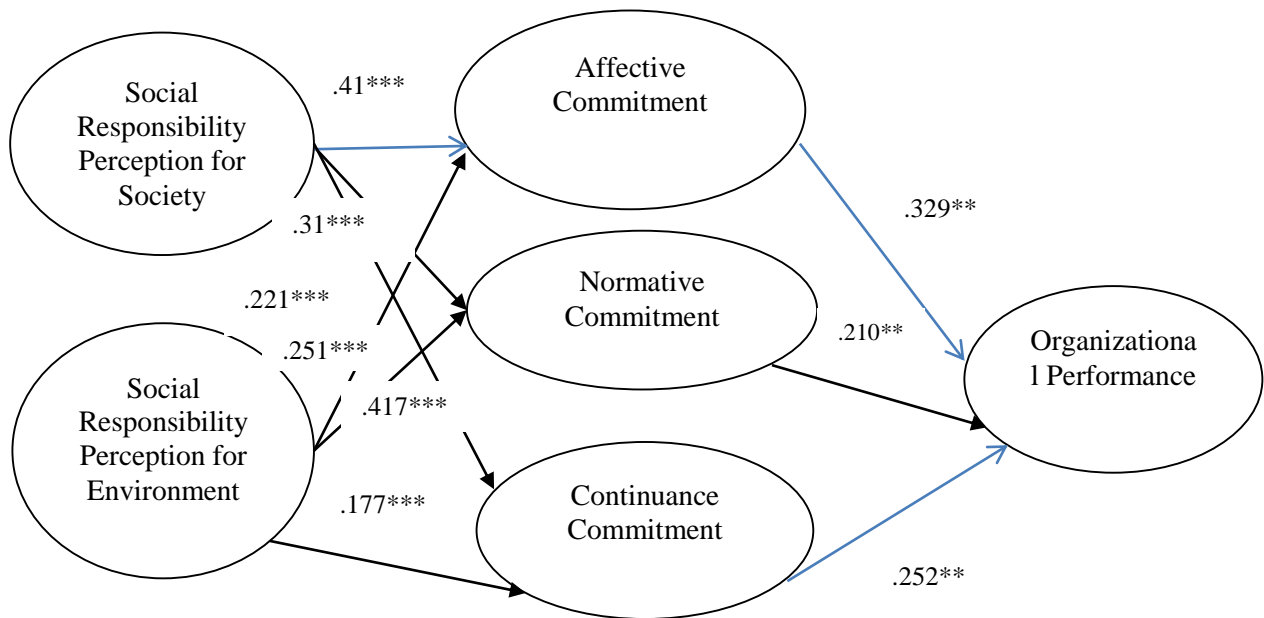 Social
Responsibility
Perception for
Society
.41***
Affective
Commitment
.31***
.329**
.221***
Normative
Commitment
.251***
.210**
Organizationa
l Performance
Social
Responsibility
Perception for
Environment
.417***
.177***
Continuance
Commitment
.252**